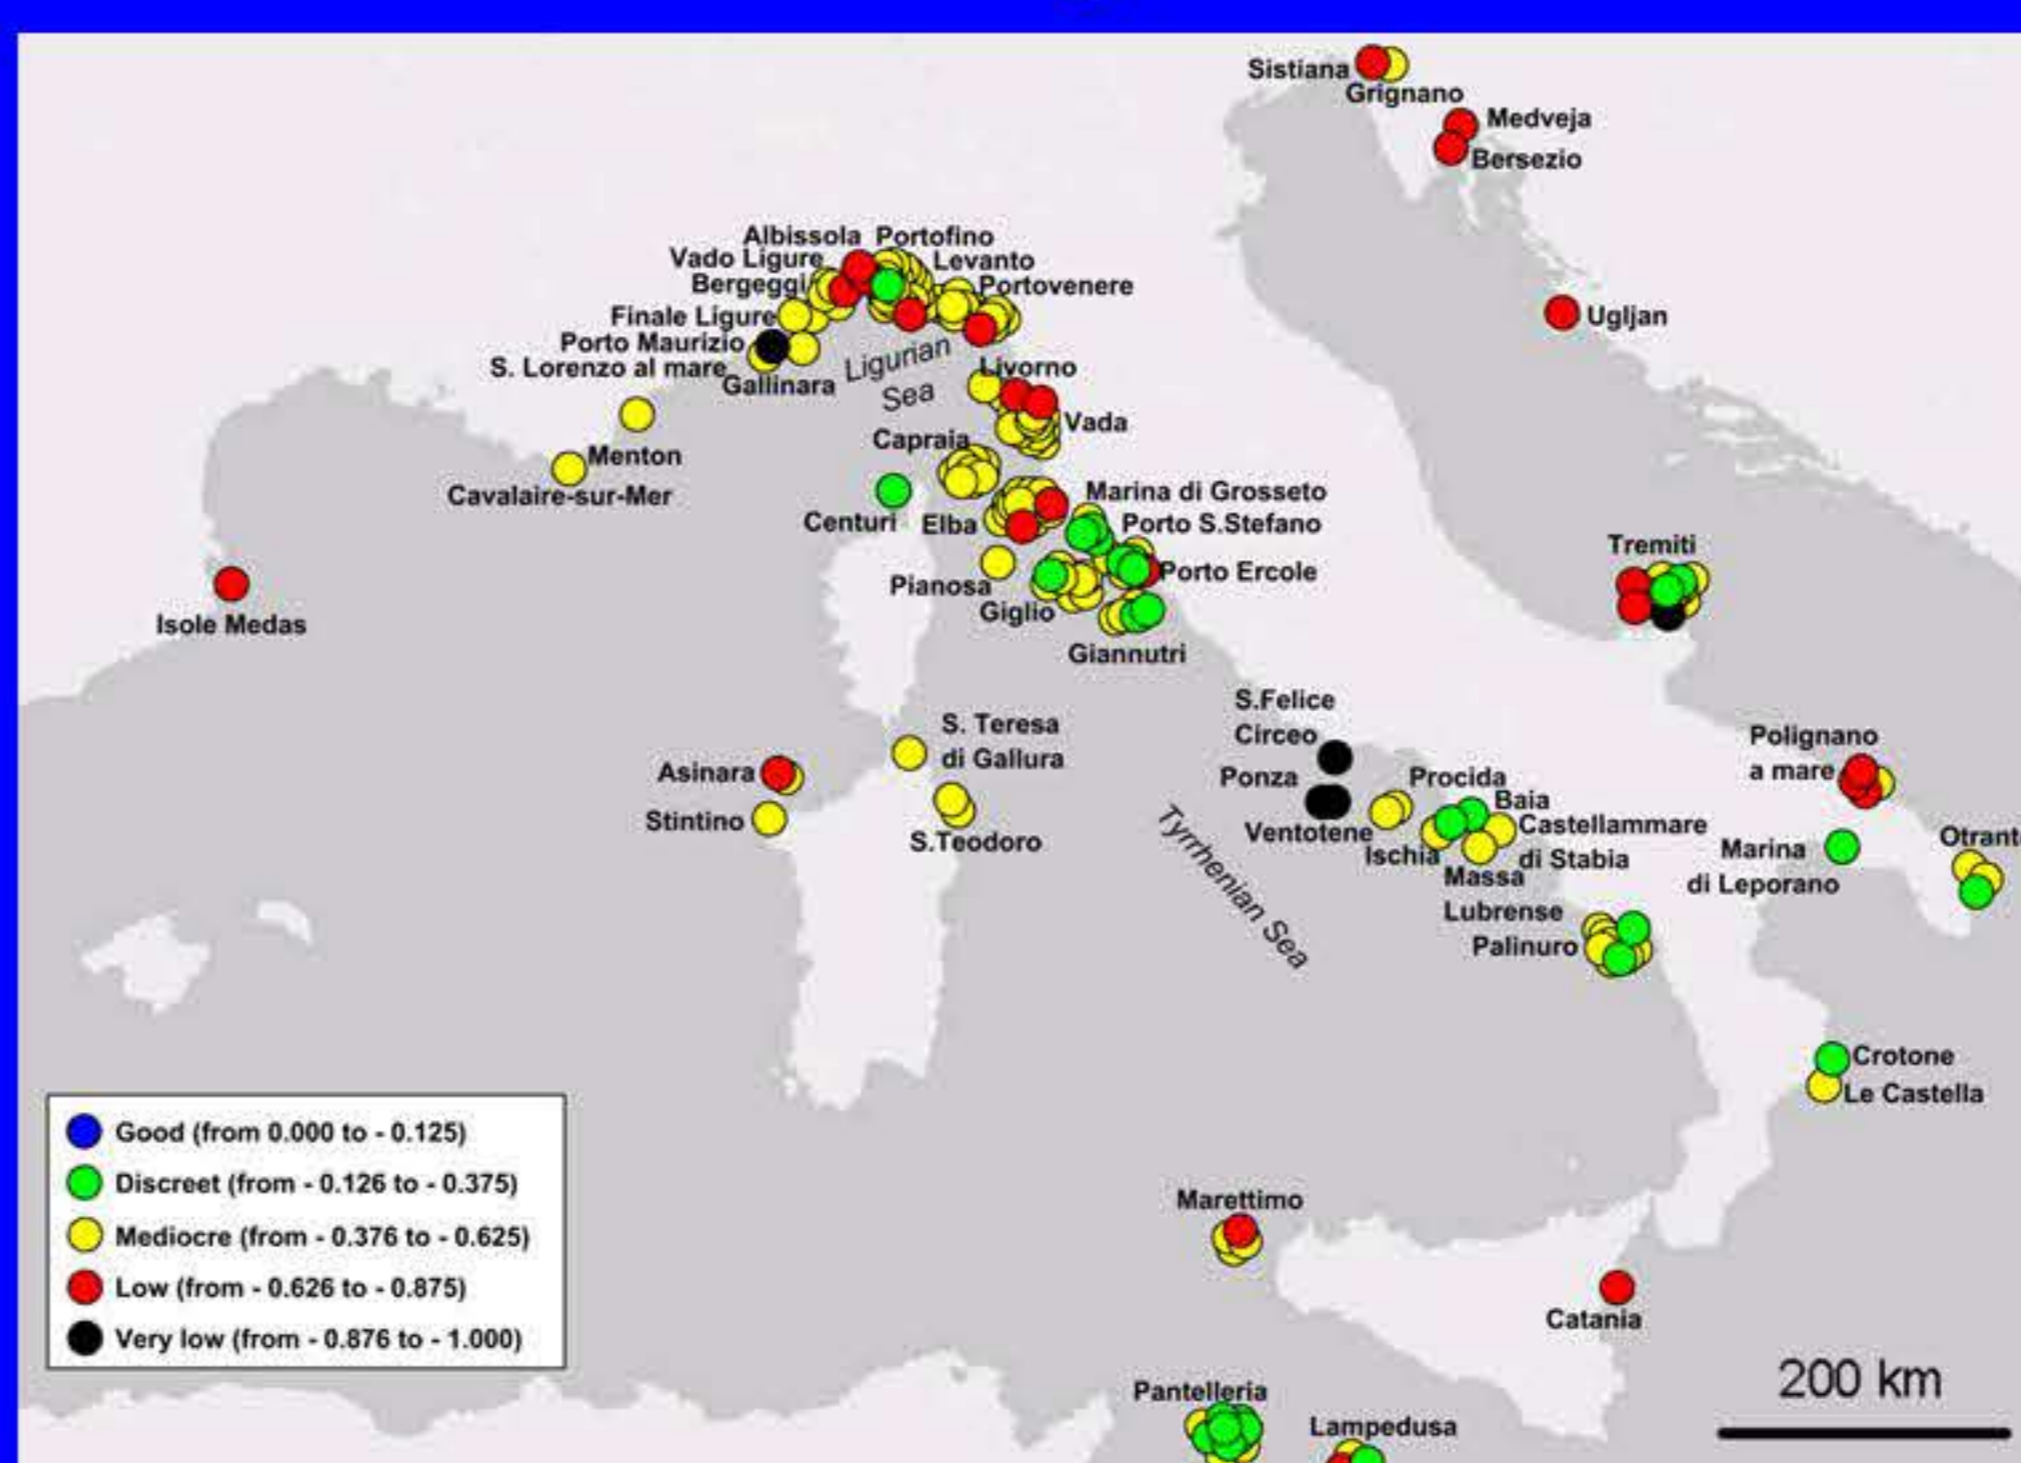 Sistiana
Grignano
Medveja
Bersezio
Albissola Portofino
Vado Ligure Levanto
Bergeggi Portovenere
Finale Ligure
Ugljan
Porto Maurizio
S. Lorenzo al mare
Gallinara
Ligurian
Sea
Livorno
Vada
Capraia
Menton
Cavalaire-sur-Mer
Marina di Grosseto
Centuri Elba
Porto S.Stefano
Tremiti
Pianosa
Porto Ercole
Giglio
Isole Medas
Giannutri
S.Felice
Circeo
S. Teresa
di Gallura
Polignano
a mare
Asinara
Ponza
Procida
Baia
Stintino
Ventotene
Castellammare
di Stabia
S.Teodoro
Ischia
Tyrrhenian Sea
Massa
Lubrense
Marina
di Leporano
Otrant
Palinuro
Crotone
Le Castella
Good (from 0.000 to - 0.125)
Discreet (from - 0.126 to - 0.375)
Mediocre (from - 0.376 to - 0.625)
Low (from - 0.626 to - 0.875)
Very low (from - 0.876 to - 1.000)
Marettimo
Catania
200 km
Pantelleria
Lampedusa